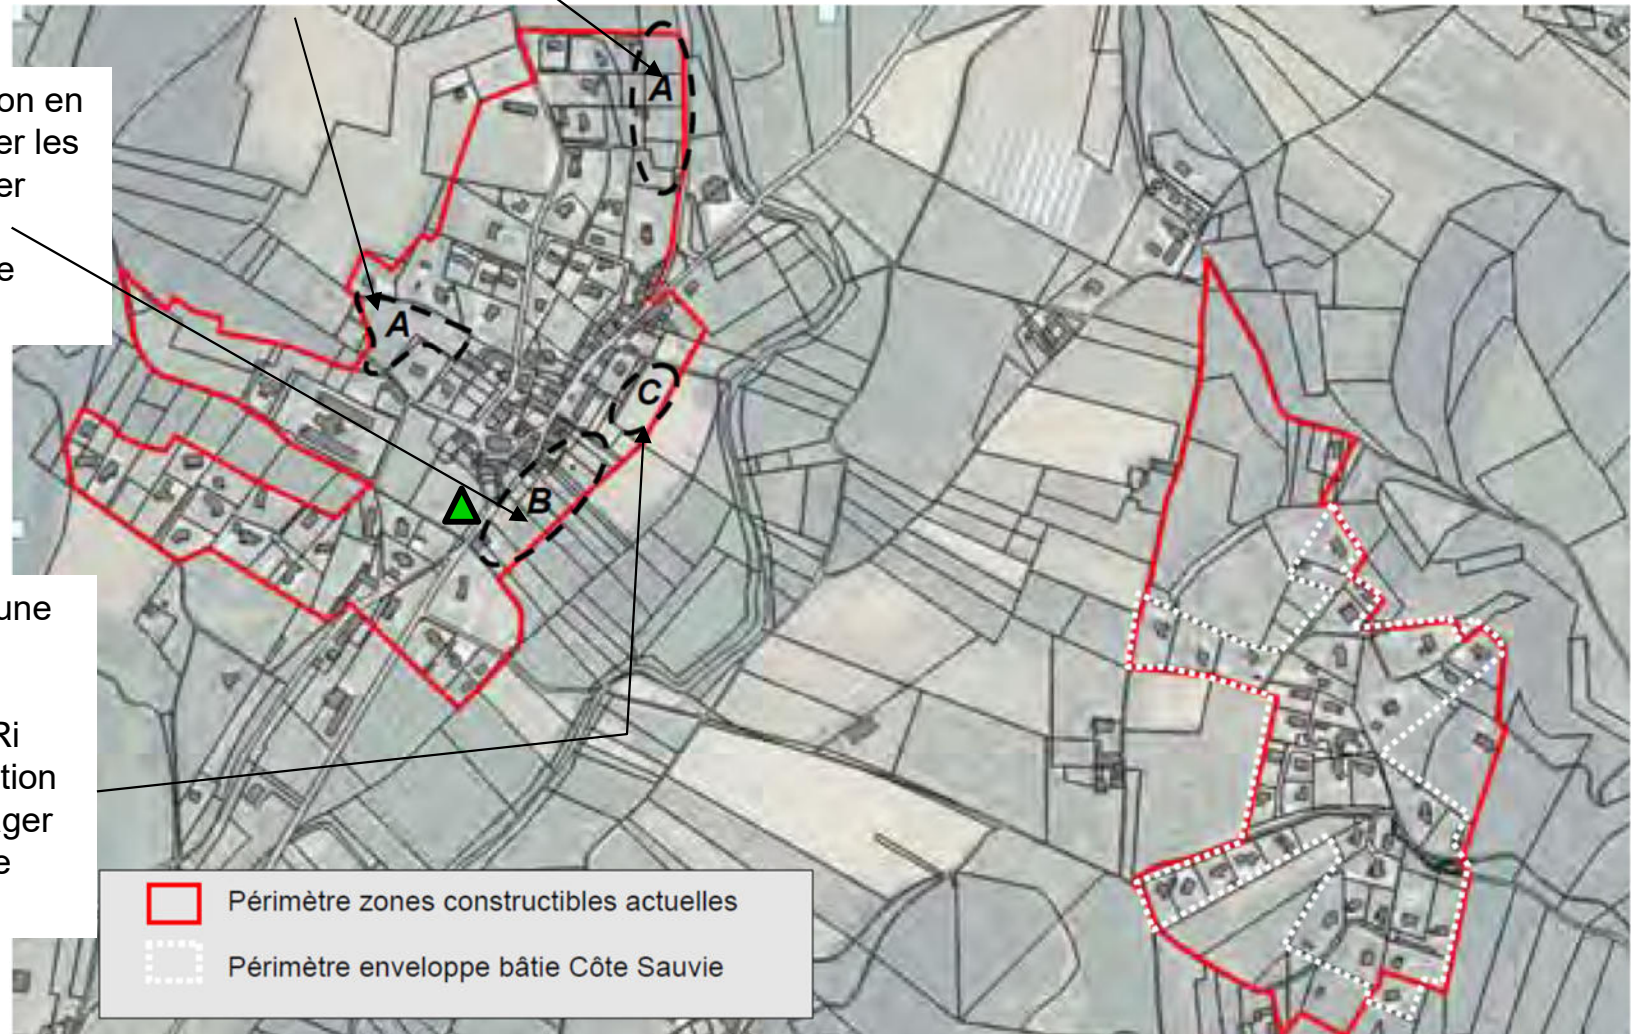 on en
er les
er
e
A
A
C
B
une
Ri
tion
ger
e
Périmètre zones constructibles actuelles
Périmètre enveloppe bâtie Côte Sauvie